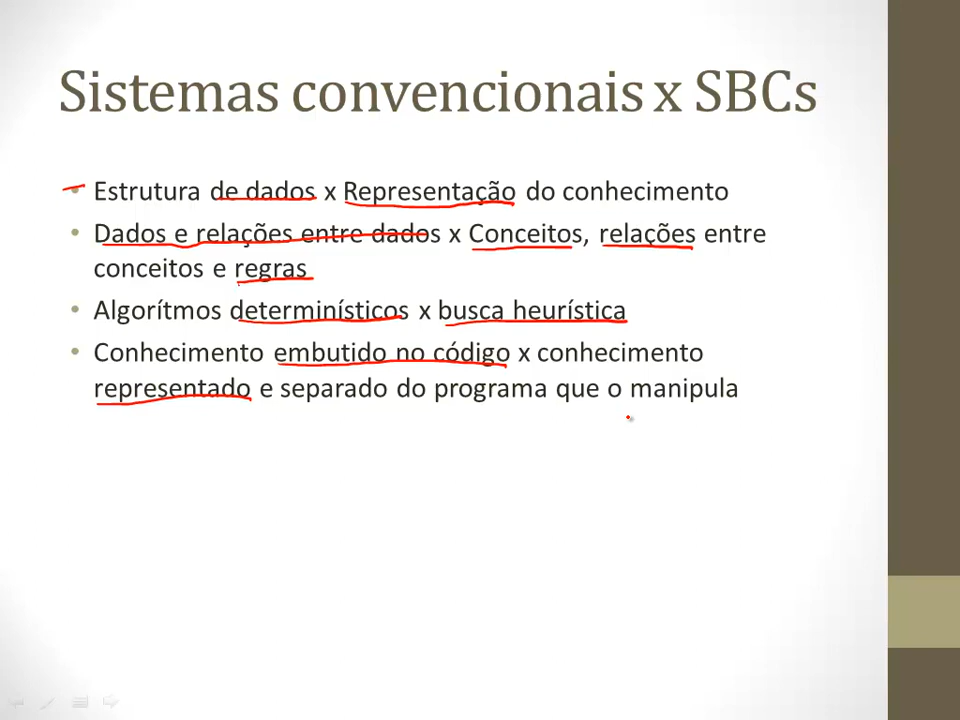 Sistemas convencionais x SBCs
• Estrutura de dados x Representação do conhecimento
• Dados e relações entre dados x Conceitos, relações entre
conceitos e regras
• Algorítmos determinísticos x busca heurística
• Conhecimento embutido no código x conhecimento
representado e separado do programa que o manipula